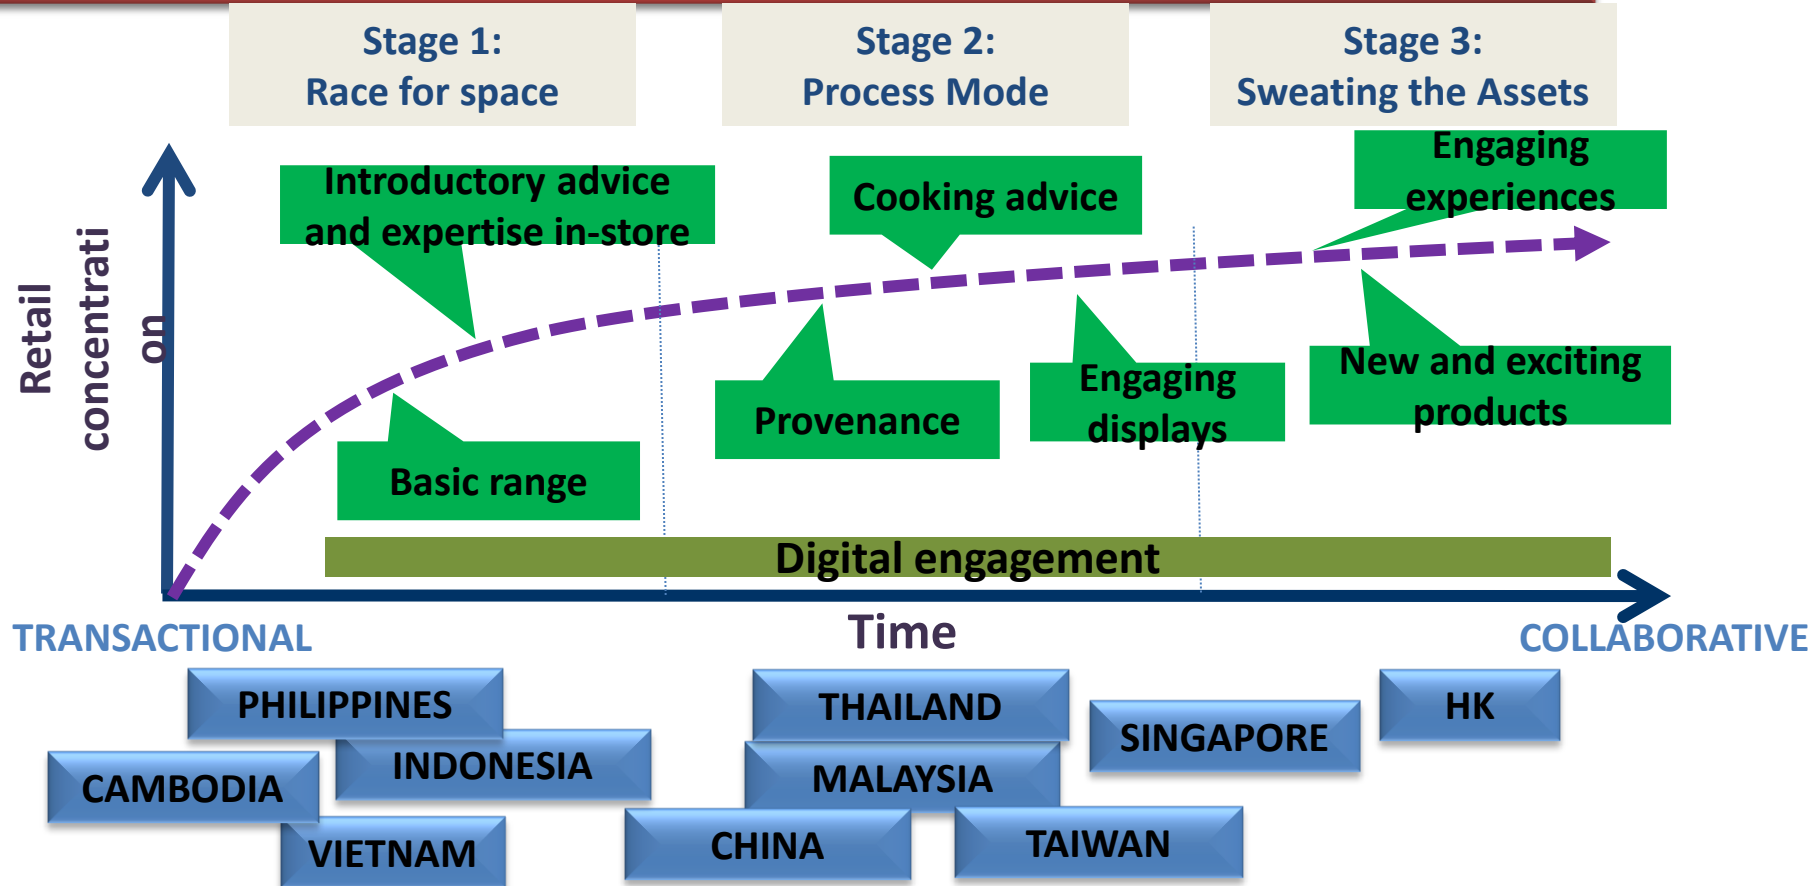 Stage 1:
Race for space
Stage 2:
Process Mode
Stage 3:
Sweating the Assets
Introductory advice
and expertise in-store
Cooking advice
Engaging
experiences
Retail
concentrati
on
Basic range
Provenance
Engaging
displays
New and exciting
products
Digital engagement
TRANSACTIONAL
Time
COLLABORATIVE
PHILIPPINES
THAILAND
HK
SINGAPORE
INDONESIA
MALAYSIA
CAMBODIA
VIETNAM
CHINA
TAIWAN